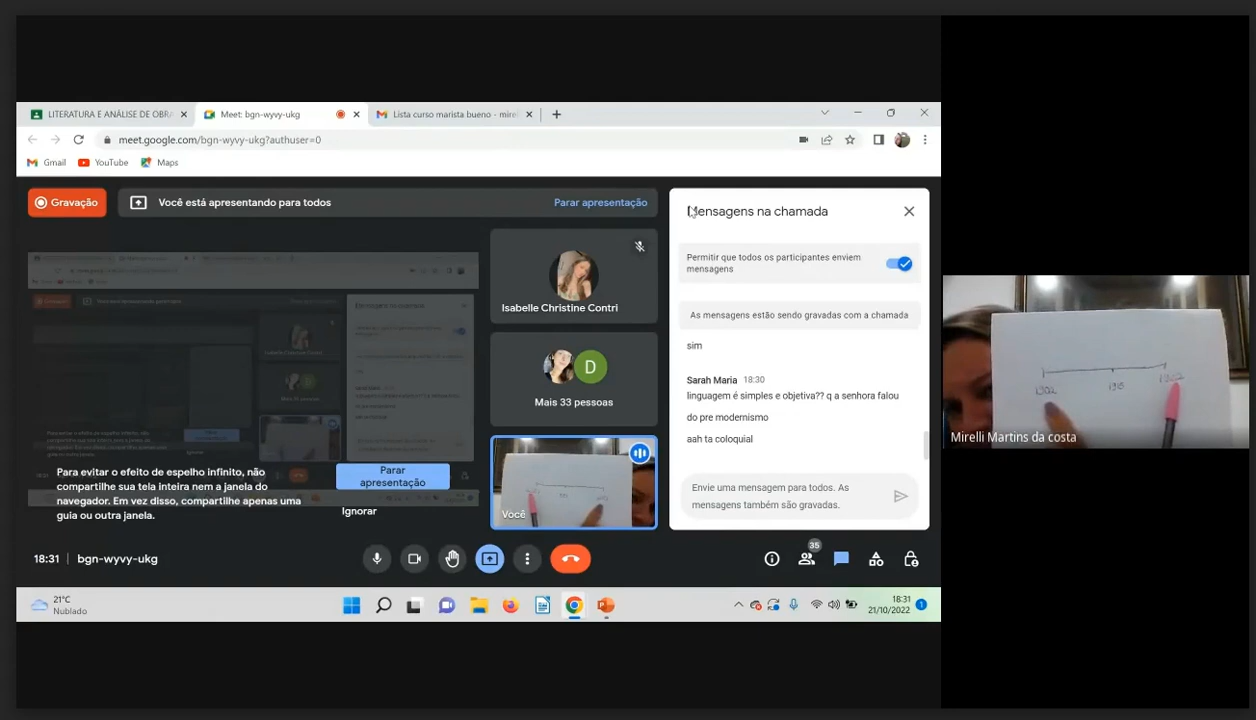 LITERATURA E ANÁLISE DE OBR
Meet: bgn-wyvy-ukg
Lista curso marista bueno - mire
meet.google.com/bgn-wyvy-ukg?authuser=0
Gmail
YouTube
Maps
Gravação
Você está apresentando para todos
Parar apresentação
Mensagens na chamada
Permitir que todos os participantes enviem
mensagens
As mensagens estão sendo gravadas com a chamada
sim
Sarah Maria 18:30
linguagem é simples e objetiva?? q a senhora falou
do pre modernismo
aah ta coloquial
Envie uma mensagem para todos. As
mensagens também são gravadas.
Isabelle Christine Contri
D
Mais 33 pessoas
Você
Para evitar o efeito de espelho infinito, não
compartilhe sua tela inteira nem a janela do
navegador. Em vez disso, compartilhe apenas uma
guia ou outra janela.
Parar
apresentação
Ignorar
1902
Mirelli Martins da costa
18:31 | bgn-wyvy-ukg
35
21°C
Nublado
18:31
21/10/2022
1